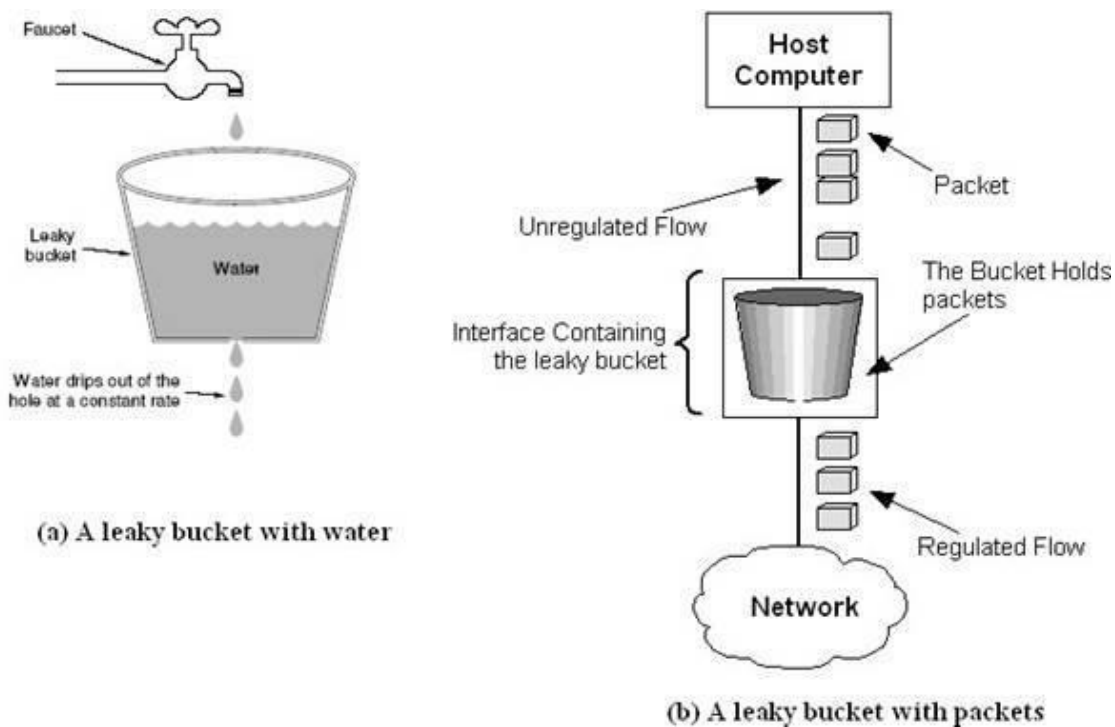 Faucet
Leaky
bucket
Water
Water drips out of the
hole at a constant rate
(a) A leaky bucket with water
Host
Computer
Packet
Unregulated Flow
The Bucket Holds
packets
Interface Containing
the leaky bucket
Regulated Flow
Network
(b) A leaky bucket with packets